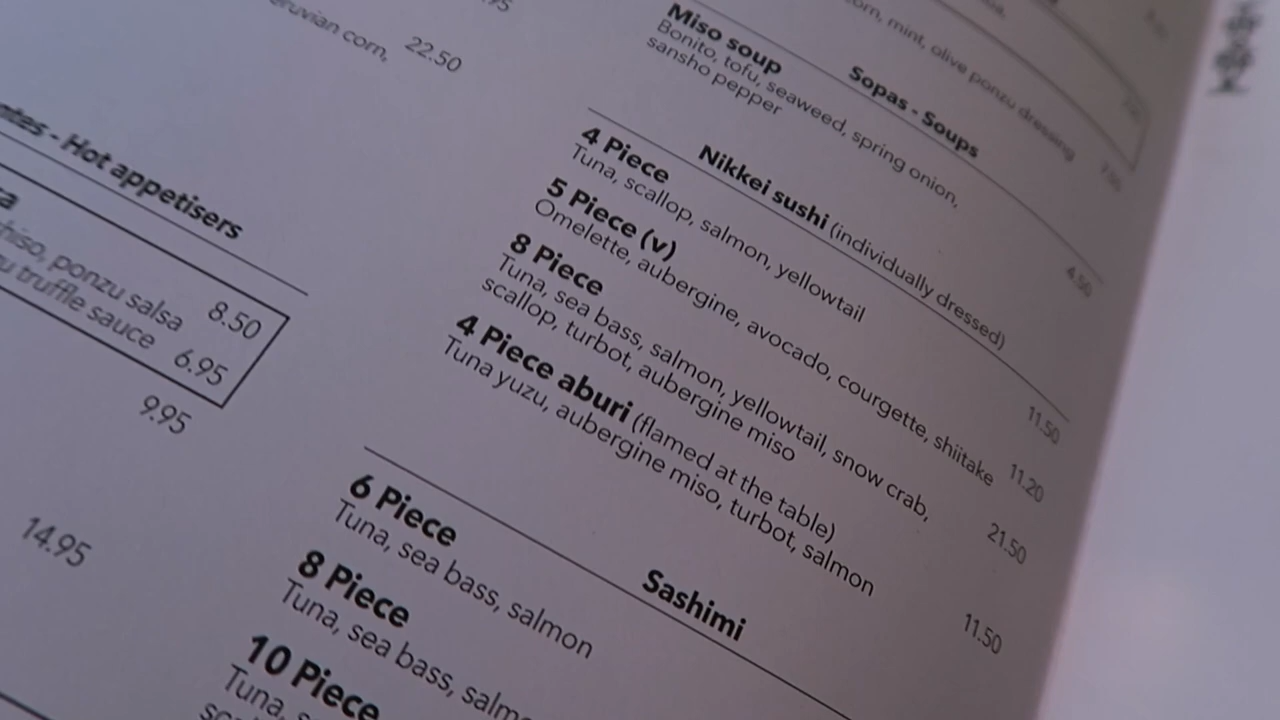 22.50
ruvian corn,
- Hot appetisers
hiso, ponzu salsa 8.50
truffle sauce 6.95
9.95
14.95
corn, mint, olive ponzu dressing
Sopas - Soups
Miso soup 4.50
Bonito, tofu, seaweed, spring onion,
sansho pepper
Nikkei sushi (individually dressed)
4 Piece 11.50
Tuna, scallop, salmon, yellowtail
5 Piece (v) 11.20
Omelette, aubergine, avocado, courgette, shiitake
8 Piece 21.50
Tuna, sea bass, salmon, yellowtail, snow crab,
scallop, turbot, aubergine miso
4 Piece aburi (flamed at the table) 11.50
Tuna yuzu, aubergine miso, turbot, salmon
Sashimi
6 Piece
Tuna, sea bass, salmon
8 Piece
Tuna, sea bass, salm
10 Piece
Tuna, s
sc